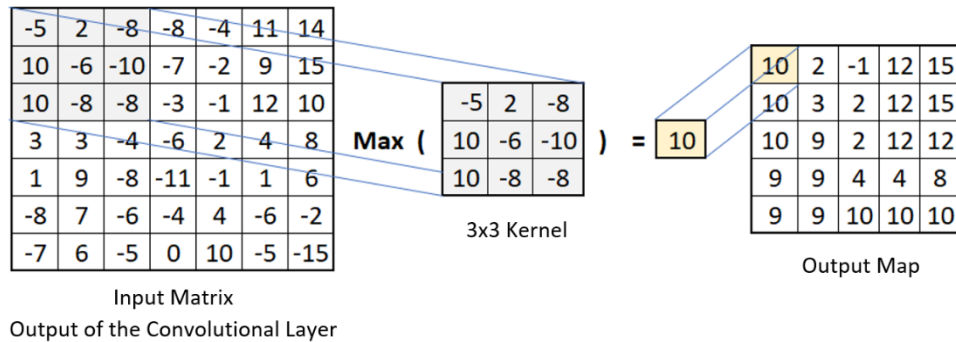 -5 2 -8 -8 -4 11 14
10 -6 -10 -7 -2 9 15
10 -8 -8 -3 -1 12 10
3 3 -4 -6 2 4 8
1 9 -8 -11 -1 1 6
-8 7 -6 -4 4 -6 -2
-7 6 -5 0 10 -5 -15
Input Matrix
Output of the Convolutional Layer
Max (
-5 2 -8
10 -6 -10
10 -8 -8
) = 10
3x3 Kernel
10 2 -1 12 15
10 3 2 12 15
10 9 2 12 12
9 9 4 4 8
9 9 10 10 10
Output Map